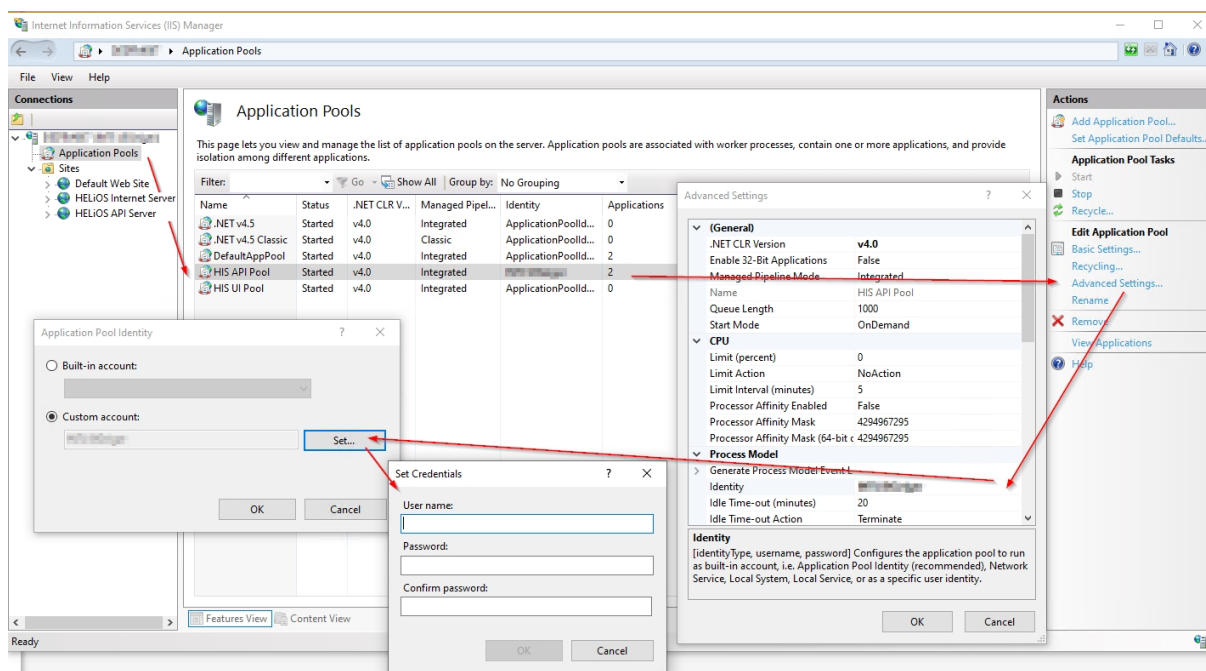 Internet Information Services (IIS) Manager
Application Pools
File View Help
Connections
Application Pools
Sites
Default Web Site
HELiOS Internet Server
HELiOS API Server
Application Pools
This page lets you view and manage the list of application pools on the server. Application pools are associated with worker processes, contain one or more applications, and provide
isolation among different applications.
Filter: Go Show All Group by: No Grouping
Name Status .NET CLR V... Managed Pipel... Identity Applications
.NET v4.5 Started v4.0 Integrated ApplicationPoolId... 0
.NET v4.5 Classic Started v4.0 Classic ApplicationPoolId... 0
DefaultAppPool Started v4.0 Integrated ApplicationPoolId... 2
HIS API Pool Started v4.0 Integrated 2
HIS UI Pool Started v4.0 Integrated ApplicationPoolId... 0
Features View Content View
Ready
Application Pool Identity ?
Built-in account:
Custom account:
Set...
OK Cancel
Set Credentials ?
User name:
Password:
Confirm password:
OK Cancel
Advanced Settings ?
(General)
.NET CLR Version v4.0
Enable 32-Bit Applications False
Managed Pipeline Mode Integrated
Name HIS API Pool
Queue Length 1000
Start Mode OnDemand
CPU
Limit (percent) 0
Limit Action NoAction
Limit Interval (minutes) 5
Processor Affinity Enabled False
Processor Affinity Mask 4294967295
Processor Affinity Mask (64-bit c 4294967295
Process Model
Generate Process Model Event L
Identity
Idle Time-out (minutes) 20
Idle Time-out Action Terminate
Identity
[identityType, username, password] Configures the application pool to run
as built-in account, i.e. Application Pool Identity (recommended), Network
Service, Local System, Local Service, or as a specific user identity.
OK Cancel
Actions
Add Application Pool...
Set Application Pool Defaults...
Application Pool Tasks
Start
Stop
Recycle...
Edit Application Pool
Basic Settings...
Recycling...
Advanced Settings...
Rename
Remove
View Applications
Help